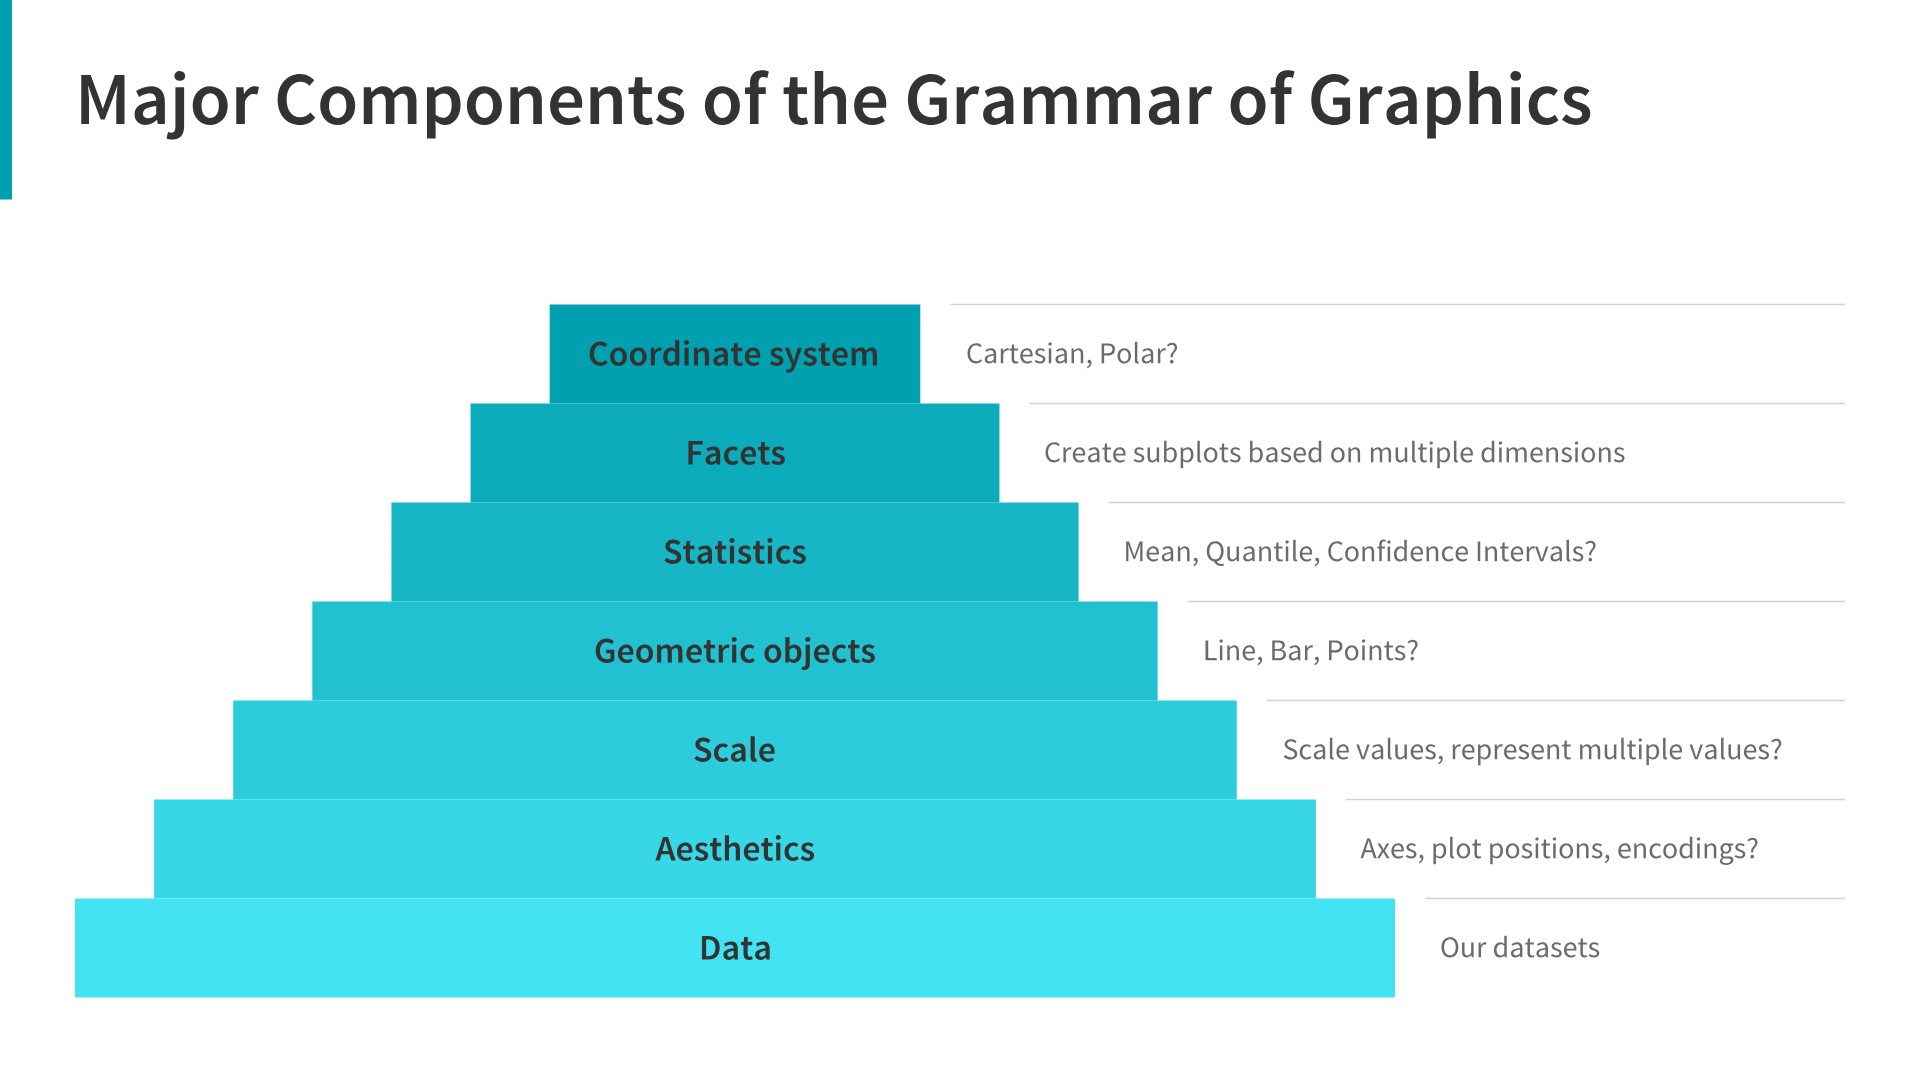 Major Components of the Grammar of Graphics
Coordinate system
Cartesian, Polar?
Facets
Create subplots based on multiple dimensions
Statistics
Mean, Quantile, Confidence Intervals?
Geometric objects
Line, Bar, Points?
Scale
Scale values, represent multiple values?
Aesthetics
Axes, plot positions, encodings?
Data
Our datasets